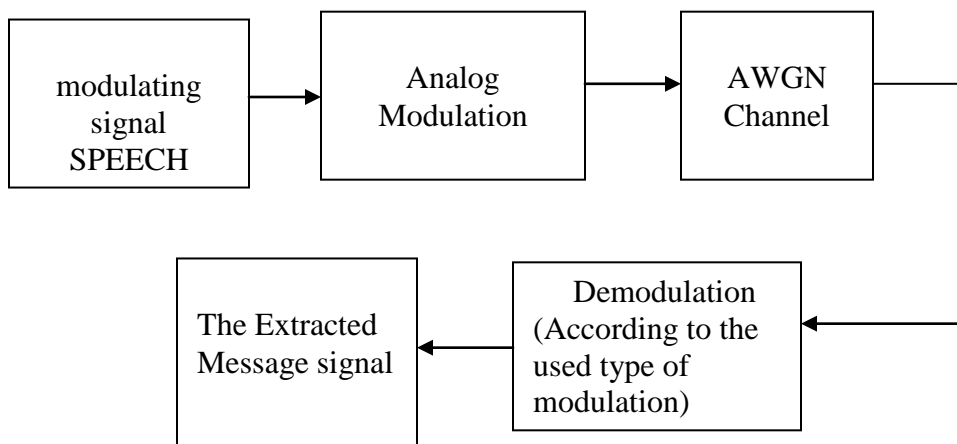 modulating
signal
SPEECH
Analog
Modulation
AWGN
Channel
Demodulation
(According to the
used type of
modulation)
The Extracted
Message signal